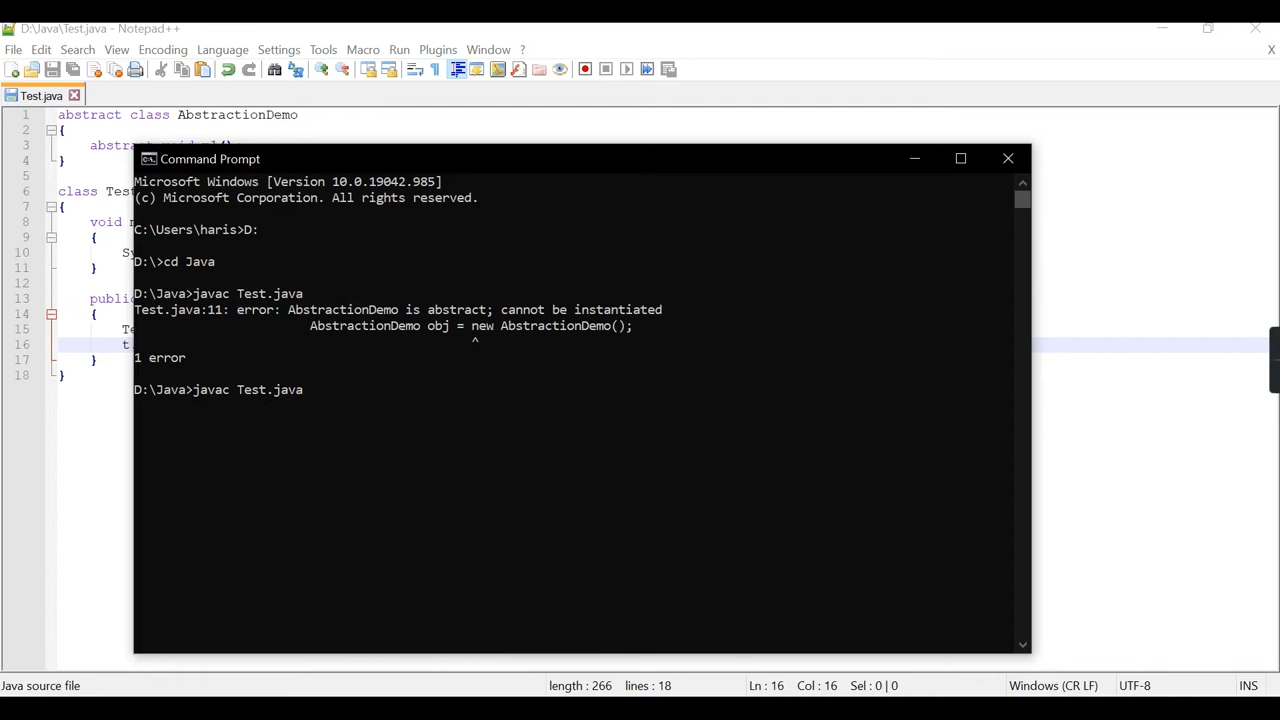 D:\Java\Test.java - Notepad++
File Edit Search View Encoding Language Settings Tools Macro Run Plugins Window ? X
Test.java
1 abstract class AbstractionDemo
2 {
3 abstract
4 }
5
6 class
7 {
8 void
9 {
10
11 }
12
13 public
14 {
15
16
17 }
18 }
Command Prompt
Microsoft Windows [Version 10.0.19042.985]
(c) Microsoft Corporation. All rights reserved.
C:\Users\haris>D:
D:\>cd Java
D:\Java>javac Test.java
Test.java:11: error: AbstractionDemo is abstract; cannot be instantiated
AbstractionDemo obj = new AbstractionDemo();
^
1 error
D:\Java>javac Test.java
Java source file length : 266 lines : 18 Ln : 16 Col : 16 Sel : 0 | 0 Windows (CR LF) UTF-8 INS